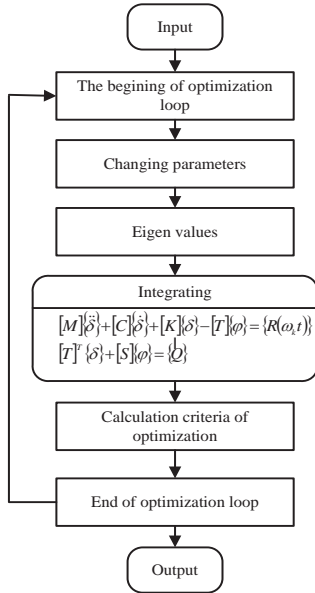 Input
The begining of optimization
loop
Changing parameters
Eigen values
Integrating
[M]{δ̈}+[C]{δ̇}+[K]{δ}−[T]{φ}={R(ωₖt)}
[T]ᵀ{δ}+[S]{φ}={Q}
Calculation criteria of
optimization
End of optimization loop
Output